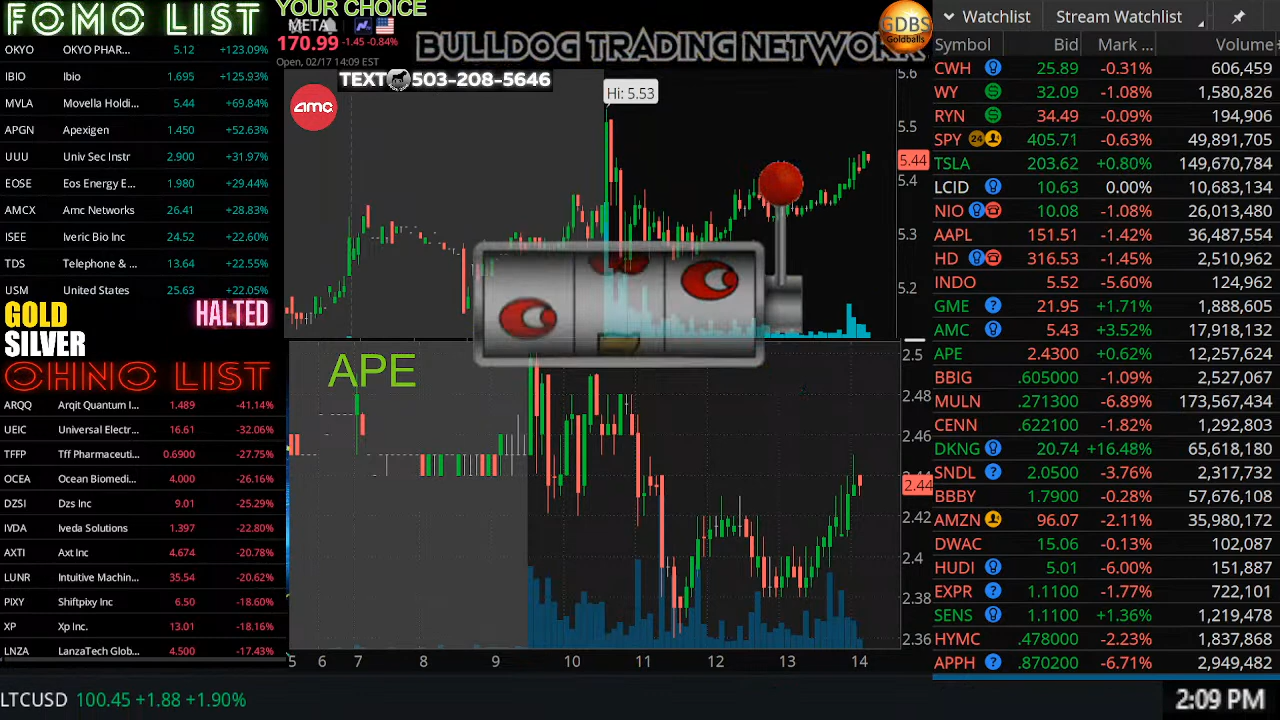 FOMO LIST
OKYO OKYO PHAR... 5.12 +123.09%
IBIO Ibio 1.695 +125.93%
MVLA Movella Holdi... 5.44 +69.84%
APGN Apexigen 1.450 +52.63%
UUU Univ Sec Instr 2.900 +31.97%
EOSE Eos Energy E... 1.980 +29.44%
AMCX Amc Networks 26.41 +28.83%
ISEE Iveric Bio Inc 24.52 +22.60%
TDS Telephone & ... 13.64 +22.55%
USM United States 25.63 +22.05%
GOLD HALTED
SILVER
OHNO LIST
ARQQ Arqit Quantum I... 1.489 -41.14%
UEIC Universal Electr... 16.61 -32.06%
TFFP Tff Pharmaceuti... 0.6900 -27.75%
OCEA Ocean Biomedi... 4.000 -26.16%
DZSI Dzs Inc 9.01 -25.29%
IVDA Iveda Solutions 1.397 -22.80%
AXTI Axt Inc 4.674 -20.78%
LUNR Intuitive Machin... 35.54 -20.62%
PIXY Shiftpixy Inc 6.50 -18.60%
XP Xp Inc. 13.01 -18.16%
LNZA LanzaTech Glob... 4.500 -17.43%
YOUR CHOICE
META
170.99 -1.45 -0.84%
Open, 02/17 14:09 EST
BULLDOG TRADING NETWORK
GDBS
Goldballs
TEXT 503-208-5646
amc
Hi: 5.53
5.6
5.5
5.44
5.4
5.3
5.2
APE
2.5
2.48
2.46
2.44
2.42
2.4
2.38
2.36
5 6 7 8 9 10 11 12 13 14
Watchlist Stream Watchlist
Symbol Bid Mark ... Volume
CWH 25.89 -0.31% 606,459
WY 32.09 -1.08% 1,580,826
RYN 34.49 -0.09% 194,906
SPY 24 405.71 -0.63% 49,891,705
TSLA 203.62 +0.80% 149,670,784
LCID 10.63 0.00% 10,683,134
NIO 10.08 -1.08% 26,013,480
AAPL 151.51 -1.42% 36,487,554
HD 316.53 -1.45% 2,510,962
INDO 5.52 -5.60% 124,962
GME 21.95 +1.71% 1,888,605
AMC 5.43 +3.52% 17,918,132
APE 2.4300 +0.62% 12,257,624
BBIG .605000 -1.09% 2,527,067
MULN .271300 -6.89% 173,567,434
CENN .622100 -1.82% 1,292,803
DKNG 20.74 +16.48% 65,618,180
SNDL 2.0500 -3.76% 2,317,732
BBBY 1.7900 -0.28% 57,676,108
AMZN 96.07 -2.11% 35,980,172
DWAC 15.06 -0.13% 102,087
HUDI 5.01 -6.00% 151,887
EXPR 1.1100 -1.77% 722,101
SENS 1.1100 +1.36% 1,219,478
HYMC .478000 -2.23% 1,837,868
APPH .870200 -6.71% 2,949,482
LTCUSD 100.45 +1.88 +1.90%
2:09 PM